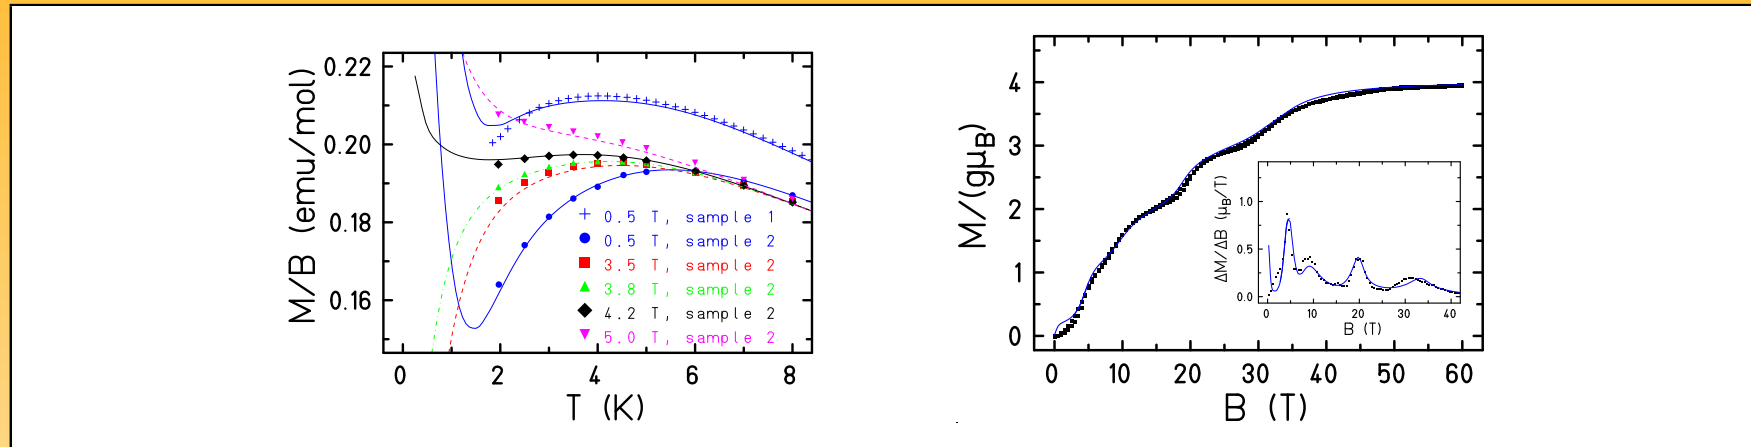 0.22
0.20
0.18
0.16
M/B (emu/mol)
0 2 4 6 8
T (K)
0.5 T, sample 1
0.5 T, sample 2
3.5 T, sample 2
3.8 T, sample 2
4.2 T, sample 2
5.0 T, sample 2
4
3
2
1
0
M/(gμB)
0 10 20 30 40 50 60
B (T)
1.0
0.5
0.0
ΔM/ΔB (μB/T)
0 10 20 30 40
B (T)